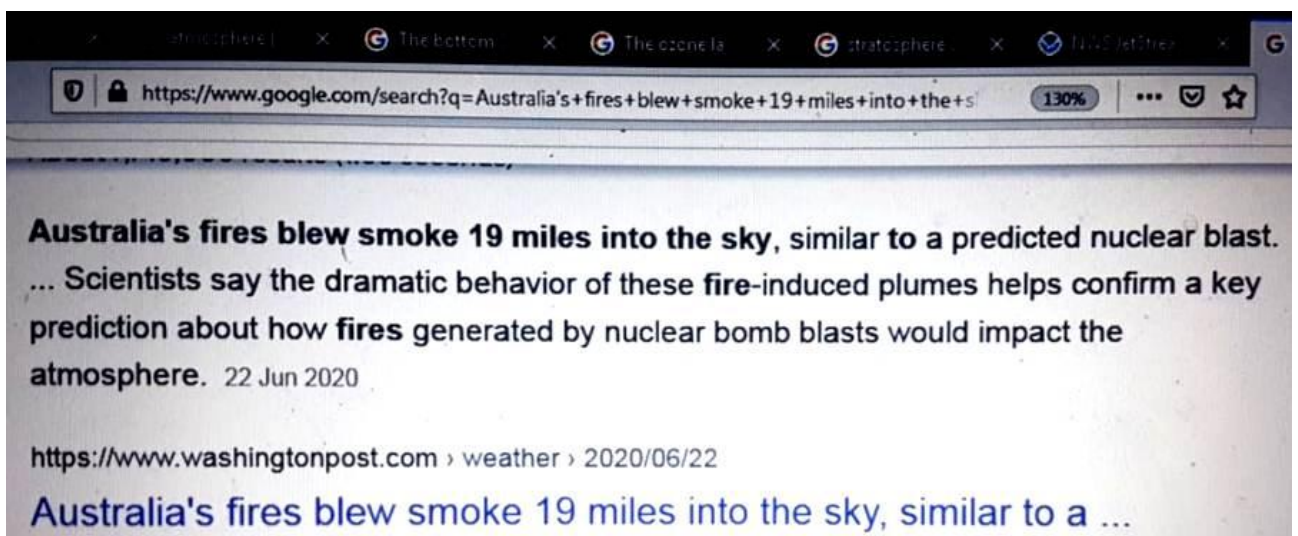 The bottom
The ozone la
stratosphere
https://www.google.com/search?q=Australia's+fires+blew+smoke+19+miles+into+the+s
130%
Australia's fires blew smoke 19 miles into the sky, similar to a predicted nuclear blast.
... Scientists say the dramatic behavior of these fire-induced plumes helps confirm a key
prediction about how fires generated by nuclear bomb blasts would impact the
atmosphere. 22 Jun 2020
https://www.washingtonpost.com › weather › 2020/06/22
Australia's fires blew smoke 19 miles into the sky, similar to a ...